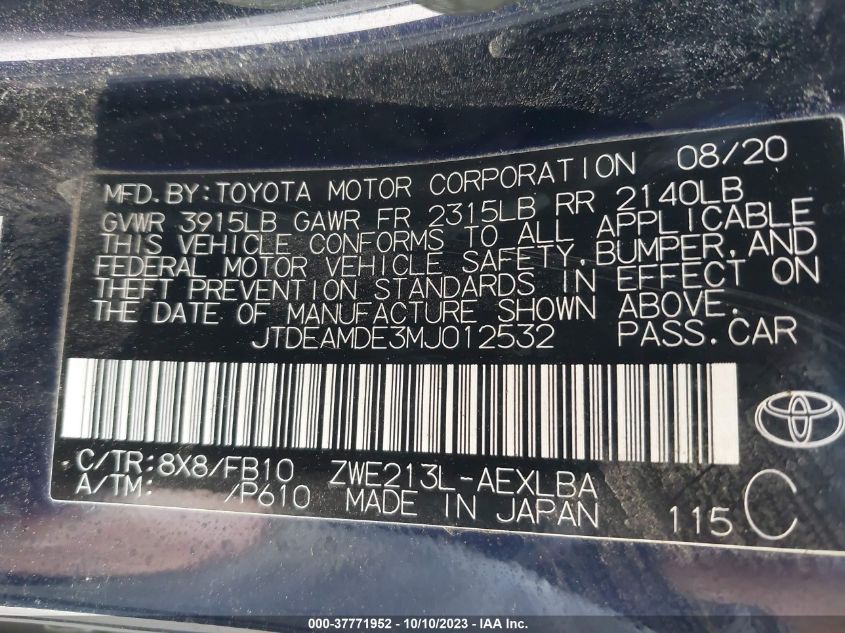 MFD. BY: TOYOTA MOTOR CORPORATION 08/20
GVWR 3915LB GAWR FR 2315LB RR 2140LB
THIS VEHICLE CONFORMS TO ALL APPLICABLE
FEDERAL MOTOR VEHICLE SAFETY, BUMPER, AND
THEFT PREVENTION STANDARDS IN EFFECT ON
THE DATE OF MANUFACTURE SHOWN ABOVE.
JTDEAMDE3MJ012532 PASS. CAR
C/TR: 8X8/FB10 ZWE213L-AEXLBA
A/TM: /P610 MADE IN JAPAN 115 C
000-37771952 - 10/10/2023 - IAA Inc.